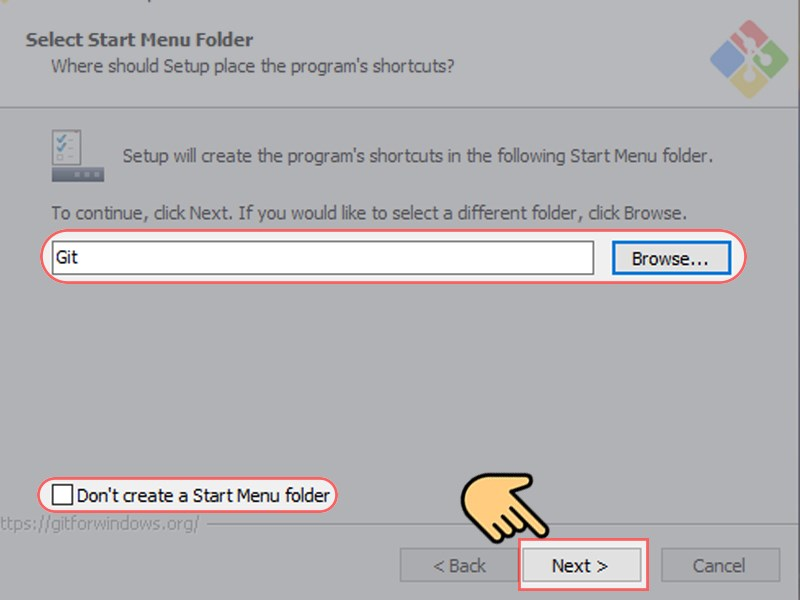 Select Start Menu Folder
Where should Setup place the program's shortcuts?
Setup will create the program's shortcuts in the following Start Menu folder.
To continue, click Next. If you would like to select a different folder, click Browse.
Git
Browse...
Don't create a Start Menu folder
ttps://gitforwindows.org/
< Back
Next >
Cancel